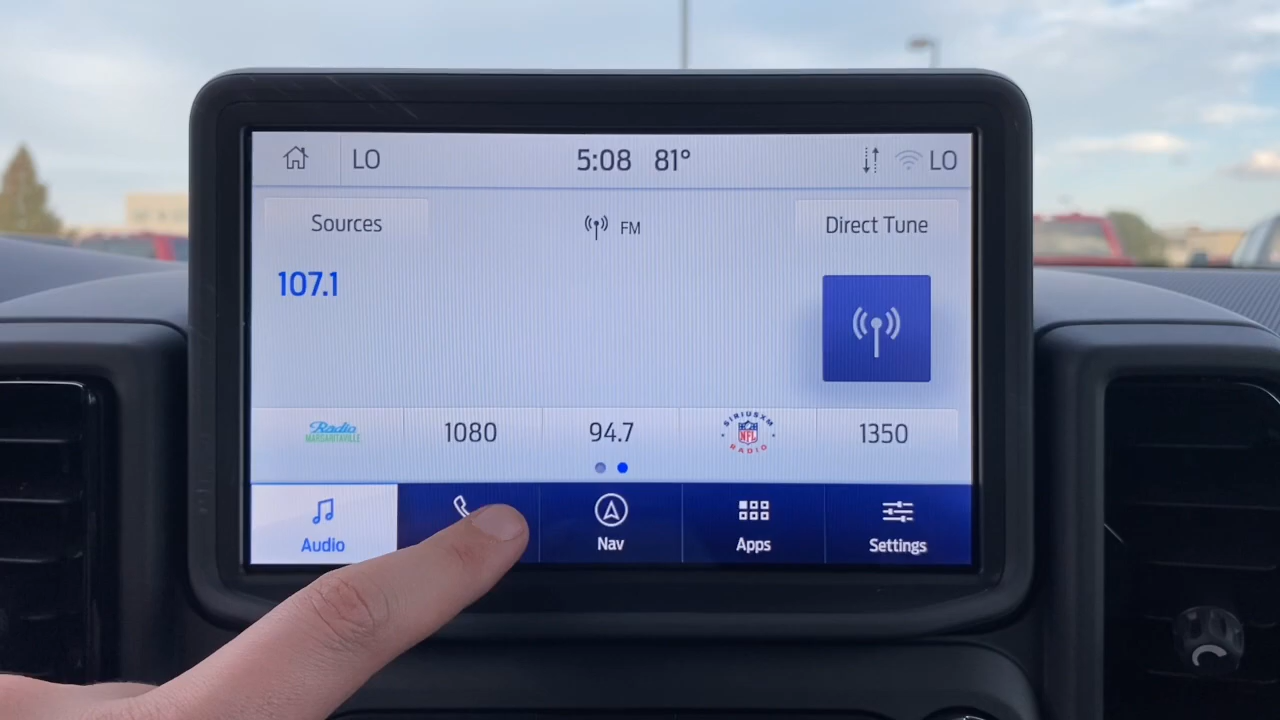 LO 5:08 81° LO
Sources FM Direct Tune
107.1
Radio MARGARITAVILLE 1080 94.7 SIRIUSXM NFL RADIO 1350
Audio Nav Apps Settings